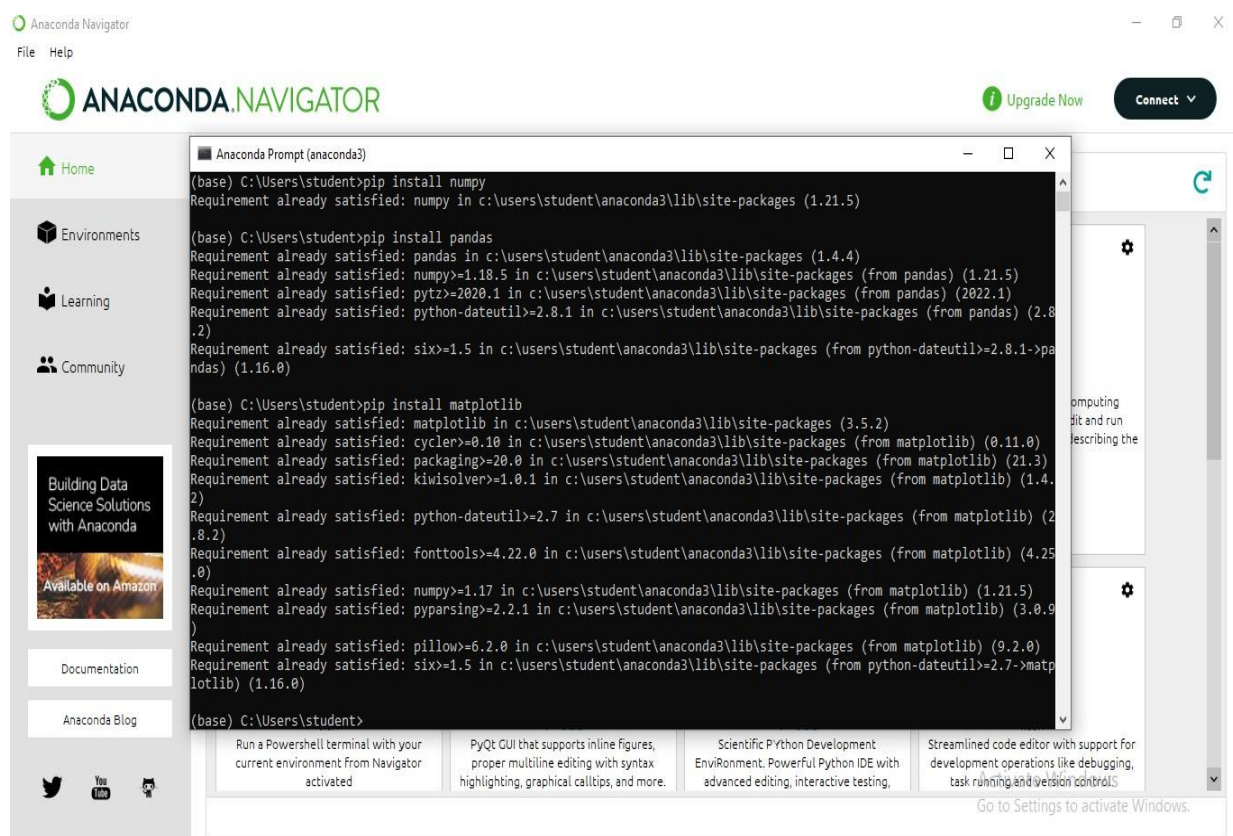 Anaconda Navigator
File Help
ANACONDA.NAVIGATOR
Upgrade Now
Connect
Home
Environments
Learning
Community
Building Data
Science Solutions
with Anaconda
Available on Amazon
Documentation
Anaconda Blog
You
Tube
Anaconda Prompt (anaconda3)
(base) C:\Users\student>pip install numpy
Requirement already satisfied: numpy in c:\users\student\anaconda3\lib\site-packages (1.21.5)
(base) C:\Users\student>pip install pandas
Requirement already satisfied: pandas in c:\users\student\anaconda3\lib\site-packages (1.4.4)
Requirement already satisfied: numpy>=1.18.5 in c:\users\student\anaconda3\lib\site-packages (from pandas) (1.21.5)
Requirement already satisfied: pytz>=2020.1 in c:\users\student\anaconda3\lib\site-packages (from pandas) (2022.1)
Requirement already satisfied: python-dateutil>=2.8.1 in c:\users\student\anaconda3\lib\site-packages (from pandas) (2.8
.2)
Requirement already satisfied: six>=1.5 in c:\users\student\anaconda3\lib\site-packages (from python-dateutil>=2.8.1->pa
ndas) (1.16.0)
(base) C:\Users\student>pip install matplotlib
Requirement already satisfied: matplotlib in c:\users\student\anaconda3\lib\site-packages (3.5.2)
Requirement already satisfied: cycler>=0.10 in c:\users\student\anaconda3\lib\site-packages (from matplotlib) (0.11.0)
Requirement already satisfied: packaging>=20.0 in c:\users\student\anaconda3\lib\site-packages (from matplotlib) (21.3)
Requirement already satisfied: kiwisolver>=1.0.1 in c:\users\student\anaconda3\lib\site-packages (from matplotlib) (1.4.
2)
Requirement already satisfied: python-dateutil>=2.7 in c:\users\student\anaconda3\lib\site-packages (from matplotlib) (2
.8.2)
Requirement already satisfied: fonttools>=4.22.0 in c:\users\student\anaconda3\lib\site-packages (from matplotlib) (4.25
.0)
Requirement already satisfied: numpy>=1.17 in c:\users\student\anaconda3\lib\site-packages (from matplotlib) (1.21.5)
Requirement already satisfied: pyparsing>=2.2.1 in c:\users\student\anaconda3\lib\site-packages (from matplotlib) (3.0.9
)
Requirement already satisfied: pillow>=6.2.0 in c:\users\student\anaconda3\lib\site-packages (from matplotlib) (9.2.0)
Requirement already satisfied: six>=1.5 in c:\users\student\anaconda3\lib\site-packages (from python-dateutil>=2.7->matp
lotlib) (1.16.0)
(base) C:\Users\student>
omputing
dit and run
describing the
Run a Powershell terminal with your
current environment from Navigator
activated
PyQt GUI that supports inline figures,
proper multiline editing with syntax
highlighting, graphical calltips, and more.
Scientific PYthon Development
EnviRonment. Powerful Python IDE with
advanced editing, interactive testing,
Streamlined code editor with support for
development operations like debugging,
task running and version control.
Activate Windows
Go to Settings to activate Windows.